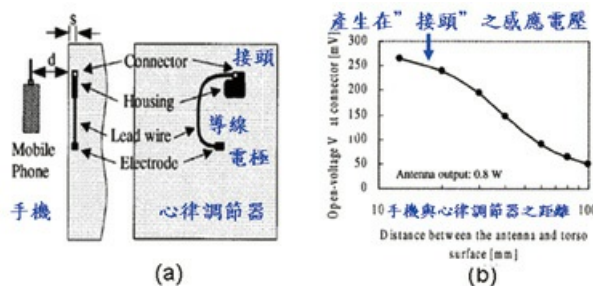 s
d
Connector
接頭
Housing
Lead wire
導線
Electrode
電極
Mobile
Phone
手機
心律調節器
(a)
產生在”接頭”之感應電壓
Open-voltage V at connector [mV]
300
250
200
150
100
50
0
Antenna output: 0.8 W
10
100
手機與心律調節器之距離
Distance between the antenna and torso
surface [mm]
(b)